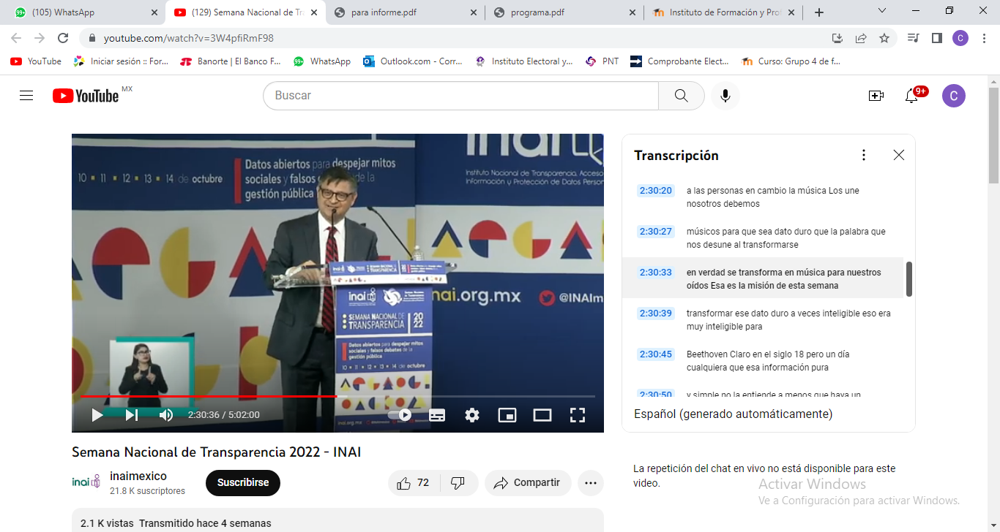 (105) WhatsApp
(129) Semana Nacional de Tra
para informe.pdf
programa.pdf
Instituto de Formación y Prof
youtube.com/watch?v=3W4pfiRmF98
C
YouTube
Iniciar sesión :: For...
Banorte | El Banco F...
WhatsApp
Outlook.com - Corr...
Instituto Electoral y...
PNT
Comprobante Elect...
Curso: Grupo 4 de f...
YouTube MX
Buscar
9+
C
10 11 12 13 14 de octubre
Datos abiertos para despejar mitos
sociales y falsos de la
gestión pública
inai
Instituto Nacional de Transparencia, Acceso
Información y Protección de Datos Person
inai
SEMANA NACIONAL DE
TRANSPARENCIA
inai
nai.org.mx
@INAIm
SEMANA NACIONAL DE
TRANSPARENCIA
2022
Datos abiertos para despejar mitos
sociales y falsos debates de la
gestión pública
10 11 12 13 14 de octubre
inai.org.mx
2:30:36 / 5:02:00
Transcripción
2:30:20 a las personas en cambio la música Los une
nosotros debemos
2:30:27 músicos para que sea dato duro que la palabra que
nos desune al transformarse
2:30:33 en verdad se transforma en música para nuestros
oídos Esa es la misión de esta semana
2:30:39 transformar ese dato duro a veces inteligible eso era
muy inteligible para
2:30:45 Beethoven Claro en el siglo 18 pero un día
cualquiera que esa información pura
2:30:50 y simple no la entiende a menos que haya un
Español (generado automáticamente)
Semana Nacional de Transparencia 2022 - INAI
inai
inaimexico
21.8 K suscriptores
Suscribirse
72
Compartir
La repetición del chat en vivo no está disponible para este
video.
Activar Windows
Ve a Configuración para activar Windows.
2.1 K vistas Transmitido hace 4 semanas